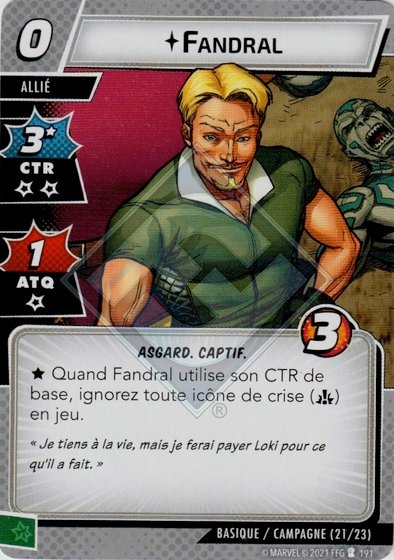 0
Fandral
ALLIÉ
3
CTR
1
ATQ
3
ASGARD. CAPTIF.
★ Quand Fandral utilise son CTR de
base, ignorez toute icône de crise ()
en jeu.
« Je tiens à la vie, mais je ferai payer Loki pour ce
qu'il a fait. »
BASIQUE / CAMPAGNE (21/23)
© MARVEL © 2021 FFG 191